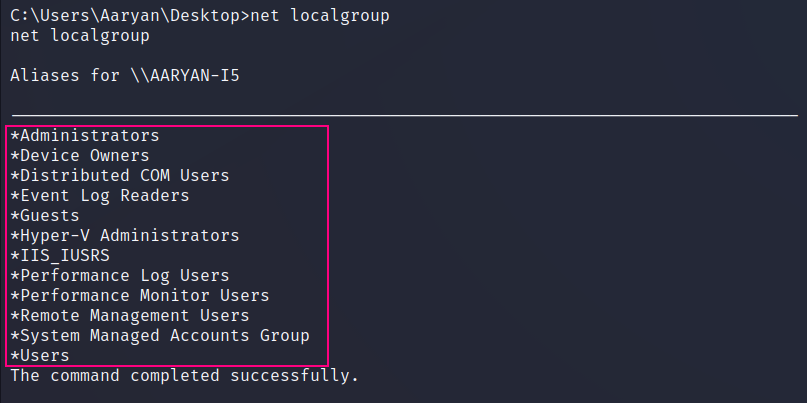 C:\Users\Aaryan\Desktop>net localgroup
net localgroup
Aliases for \\AARYAN-I5
*Administrators
*Device Owners
*Distributed COM Users
*Event Log Readers
*Guests
*Hyper-V Administrators
*IIS_IUSRS
*Performance Log Users
*Performance Monitor Users
*Remote Management Users
*System Managed Accounts Group
*Users
The command completed successfully.